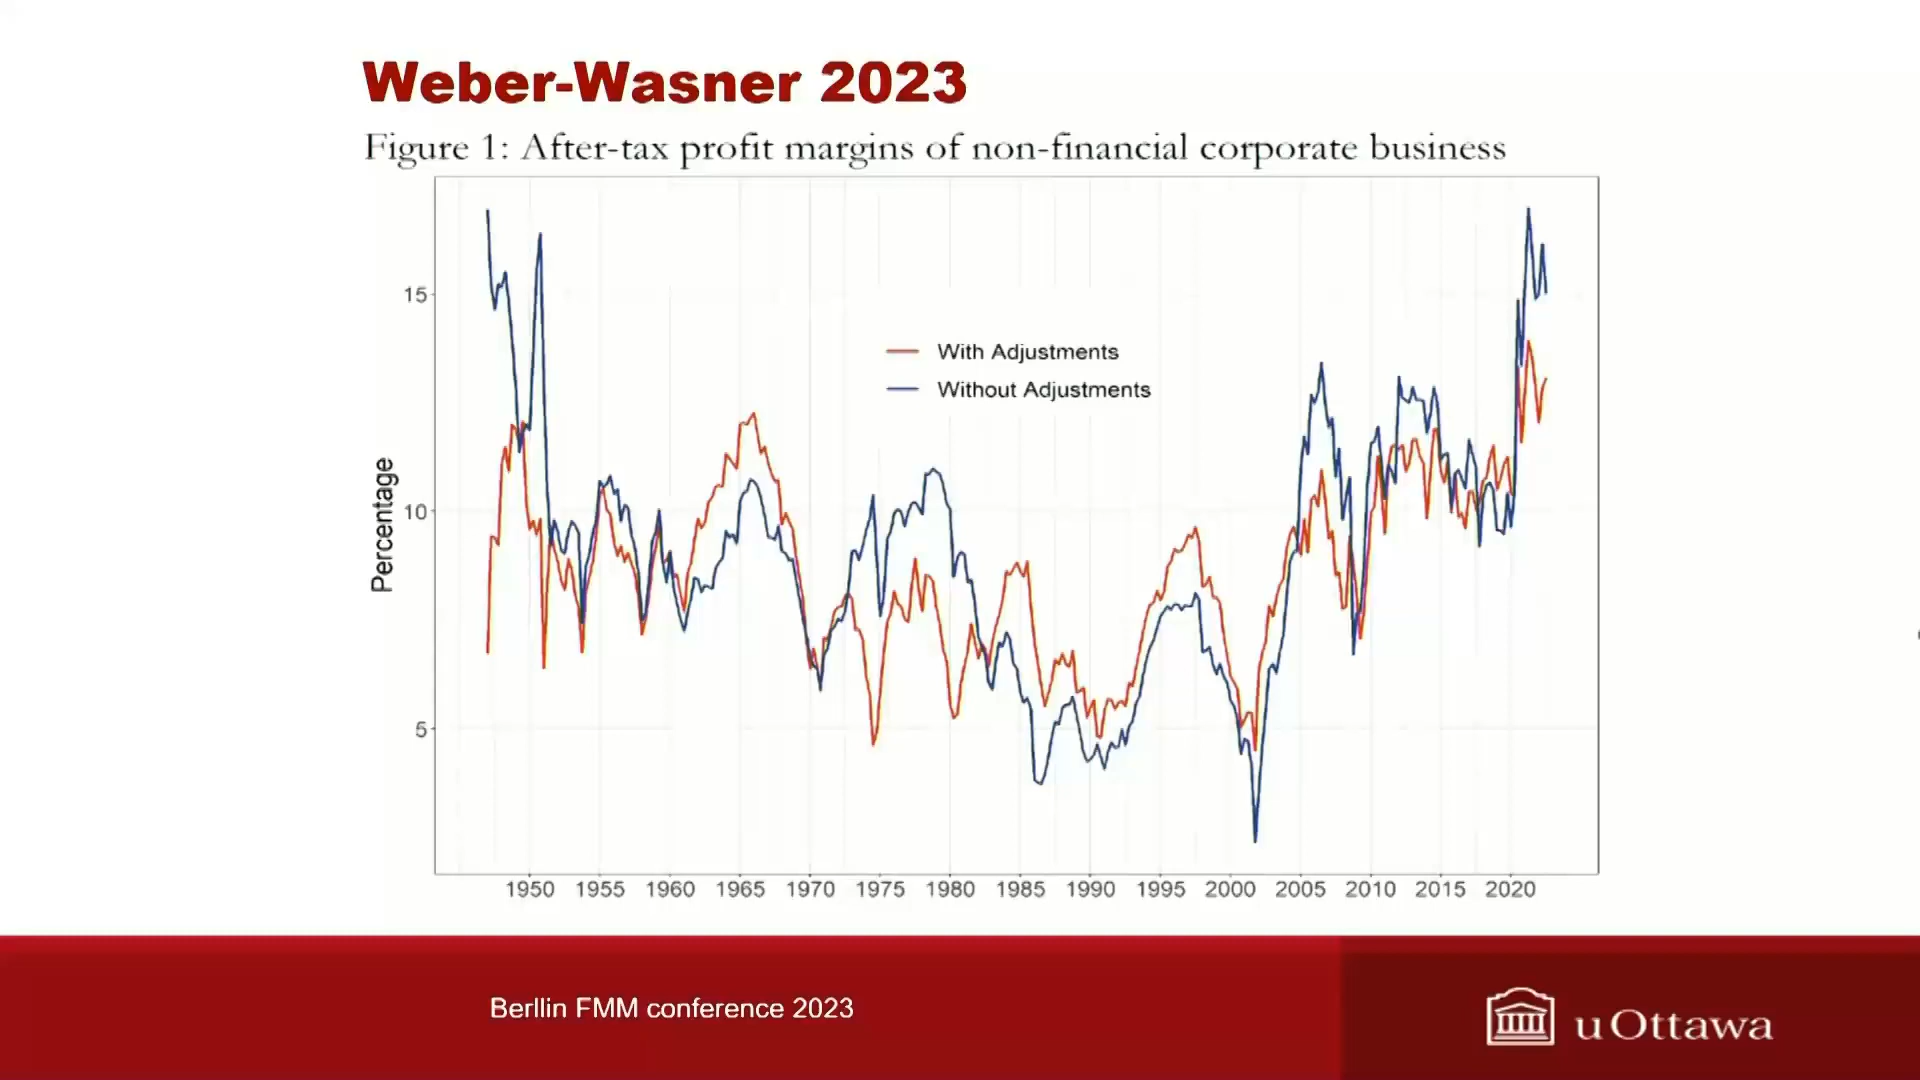 Weber-Wasner 2023
Figure 1: After-tax profit margins of non-financial corporate business
With Adjustments
Without Adjustments
Percentage
15
10
5
1950 1955 1960 1965 1970 1975 1980 1985 1990 1995 2000 2005 2010 2015 2020
Berllin FMM conference 2023
uOttawa